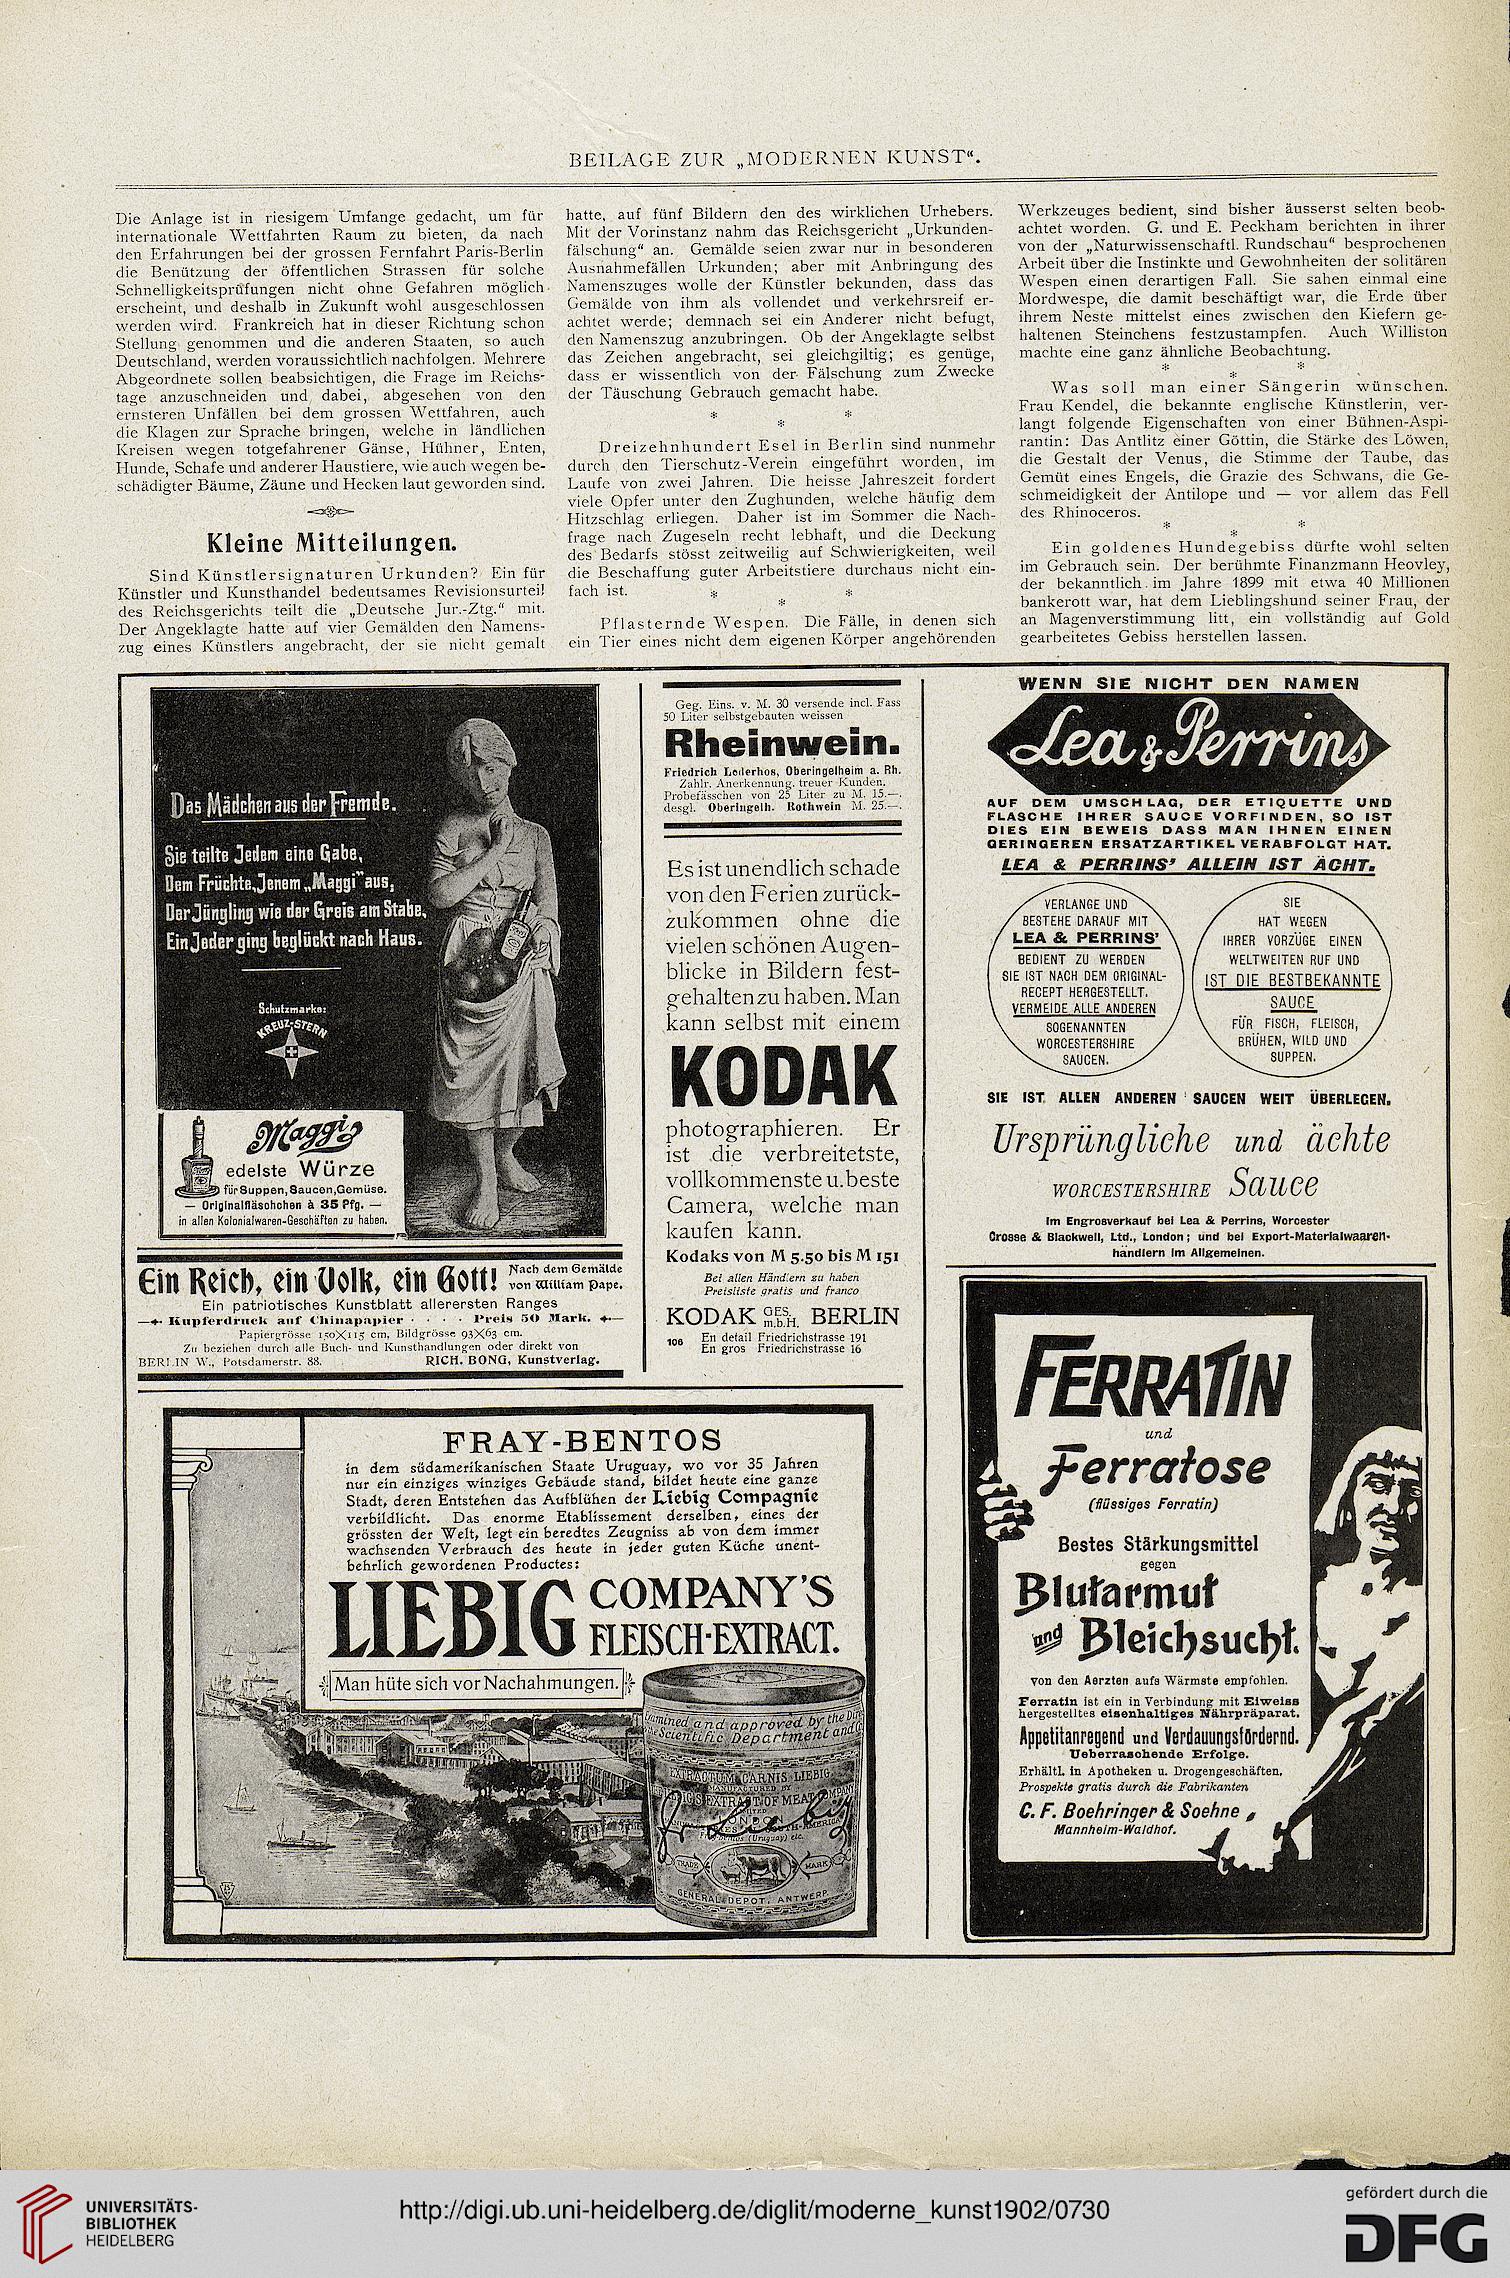 BEILAGE ZUR „MODERNEN KUNST“.
Die Anlage ist in riesigem Umfange gedacht, um für
internationale Wettfahrten Raum zu bieten, da nach
den Erfahrungen bei der grossen Fernfahrt Paris-Berlin
die Benützung der öffentlichen Strassen für solche
Schnelligkeitsprüfungen nicht ohne Gefahren möglich
erscheint, und deshalb in Zukunft wohl ausgeschlossen
werden wird. Frankreich hat in dieser Richtung schon
Stellung genommen und die anderen Staaten, so auch
Deutschland, werden voraussichtlich nachfolgen. Mehrere
Abgeordnete sollen beabsichtigen, die Frage im Reichs-
tage anzuschneiden und dabei, abgesehen von den
ernsteren Unfällen bei dem grossen Wettfahren, auch
die Klagen zur Sprache bringen, welche in ländlichen
Kreisen wegen totgefahrener Gänse, Hühner, Enten,
Hunde, Schafe und anderer Haustiere, wie auch wegen be-
schädigter Bäume, Zäune und Hecken laut geworden sind.
Kleine Mitteilungen.
Sind Künstlersignaturen Urkunden? Ein für
Künstler und Kunsthandel bedeutsames Revisionsurteil
des Reichsgerichts teilt die „Deutsche Jur.-Ztg.“ mit.
Der Angeklagte hatte auf vier Gemälden den Namens-
zug eines Künstlers angebracht, der sie nicht gemalt
hatte, auf fünf Bildern den des wirklichen Urhebers.
Mit der Vorinstanz nahm das Reichsgericht „Urkunden-
fälschung“ an. Gemälde seien zwar nur in besonderen
Ausnahmefällen Urkunden; aber mit Anbringung des
Namenszuges wolle der Künstler bekunden, dass das
Gemälde von ihm als vollendet und verkehrsreif er-
achtet werde; demnach sei ein Anderer nicht befugt,
den Namenszug anzubringen. Ob der Angeklagte selbst
das Zeichen angebracht, sei gleichgiltig; es genüge,
dass er wissentlich von der Fälschung zum Zwecke
der Täuschung Gebrauch gemacht habe.
* * *
Dreizehnhundert Esel in Berlin sind nunmehr
durch den Tierschutz-Verein eingeführt worden, im
Laufe von zwei Jahren. Die heisse Jahreszeit fordert
viele Opfer unter den Zughunden, welche häufig dem
Hitzschlag erliegen. Daher ist im Sommer die Nach-
frage nach Zugeseln recht lebhaft, und die Deckung
des Bedarfs stösst zeitweilig auf Schwierigkeiten, weil
die Beschaffung guter Arbeitstiere durchaus nicht ein-
fach ist.
* * *
Pflasternde Wespen. Die Fälle, in denen sich
ein Tier eines nicht dem eigenen Körper angehörenden
Werkzeuges bedient, sind bisher äusserst selten beob-
achtet worden. G. und E. Peckham berichten in ihrer
von der „Naturwissenschaftl. Rundschau“ besprochenen
Arbeit über die Instinkte und Gewohnheiten der solitären
Wespen einen derartigen Fall. Sie sahen einmal eine
Mordwespe, die damit beschäftigt war, die Erde über
ihrem Neste mittelst eines zwischen den Kiefern ge-
haltenen Steinchens festzustampfen. Auch Williston
machte eine ganz ähnliche Beobachtung.
* * *
Was soll man einer Sängerin wünschen.
Frau Kendel, die bekannte englische Künstlerin, ver-
langt folgende Eigenschaften von einer Bühnen-Aspi-
rantin: Das Antlitz einer Göttin, die Stärke des Löwen,
die Gestalt der Venus, die Stimme der Taube, das
Gemüt eines Engels, die Grazie des Schwans, die Ge-
schmeidigkeit der Antilope und — vor allem das Fell
des Rhinoceros.
* * *
Ein goldenes Hundegebiss dürfte wohl selten
im Gebrauch sein. Der berühmte Finanzmann Heovley,
der bekanntlich im Jahre 1899 mit etwa 40 Millionen
bankerott war, hat dem Lieblingshund seiner Frau, der
an Magenverstimmung litt, ein vollständig auf Gold
gearbeitetes Gebiss herstellen lassen.
Das Mädchen aus der Fremde.
Sie teilte Jedem eine Gabe,
Dem Früchte, Jenem „Maggi“ aus,
Der Jüngling wie der Greis am Stabe,
Ein Jeder ging beglückt nach Haus.
Schutzmarke:
KREUZ-STERN
Maggi
edelste Würze
für Suppen, Saucen, Gemüse.
— Originalfläschchen à 35 Pfg. —
in allen Kolonialwaren-Geschäften zu haben.
Ein Reich, ein Volk, ein Gott!
Nach dem Gemälde
von William Pape.
Ein patriotisches Kunstblatt allerersten Ranges
Kupferdruck auf Chinapapier · · · · Preis 50 Mark.
Papiergrösse 150X115 cm, Bildgrösse 93X63 cm.
Zu beziehen durch alle Buch- und Kunsthandlungen oder direkt von
BERLIN W., Potsdamerstr. 88. RICH. BONG, Kunstverlag.
Geg. Eins. v. M. 30 versende incl. Fass
50 Liter selbstgebauten weissen
Rheinwein.
Friedrich Lederhos, Oberingelheim a. Rh.
Zahlr. Anerkennung. treuer Kunden.
Probefässchen von 25 Liter zu M. 15.—.
desgl. Oberingelh. Rothwein M. 25.—.
Es ist unendlich schade
von den Ferien zurück-
zukommen ohne die
vielen schönen Augen-
blicke in Bildern fest-
gehalten zu haben. Man
kann selbst mit einem
KODAK
photographieren. Er
ist die verbreitetste,
vollkommenste u. beste
Camera, welche man
kaufen kann.
Kodaks von M 5.50 bis M 151
Bei allen Händlern zu haben
Preisliste gratis und franco
KODAK GES. m.b.H. BERLIN
106 En detail Friedrichstrasse 191
En gros Friedrichstrasse 16
WENN SIE NICHT DEN NAMEN
Lea & Perrins
AUF DEM UMSCHLAG, DER ETIQUETTE UND
FLASCHE IHRER SAUCE VORFINDEN, SO IST
DIES EIN BEWEIS DASS MAN IHNEN EINEN
GERINGEREN ERSATZARTIKEL VERABFOLGT HAT.
LEA & PERRINS' ALLEIN IST ÄCHT.
VERLANGE UND
BESTEHE DARAUF MIT
LEA & PERRINS'
BEDIENT ZU WERDEN
SIE IST NACH DEM ORIGINAL-
RECEPT HERGESTELLT.
VERMEIDE ALLE ANDEREN
SOGENANNTEN
WORCESTERSHIRE
SAUCEN.
SIE
HAT WEGEN
IHRER VORZÜGE EINEN
WELTWEITEN RUF UND
IST DIE BESTBEKANNTE
SAUCE
FÜR FISCH, FLEISCH,
BRÜHEN, WILD UND
SUPPEN.
SIE IST ALLEN ANDEREN SAUCEN WEIT ÜBERLEGEN.
Ursprüngliche und ächte
WORCESTERSHIRE Sauce
Im Engrosverkauf bei Lea & Perrins, Worcester
Crosse & Blackwell, Ltd., London; und bei Export-Materialwaaren-
händlern im Allgemeinen.
FRAY-BENTOS
in dem südamerikanischen Staate Uruguay, wo vor 35 Jahren
nur ein einziges winziges Gebäude stand, bildet heute eine ganze
Stadt, deren Entstehen das Aufblühen der Liebig Compagnie
verbildlicht. Das enorme Etablissement derselben, eines der
grössten der Welt, legt ein beredtes Zeugniss ab von dem immer
wachsenden Verbrauch des heute in jeder guten Küche unent-
behrlich gewordenen Productes:
LIEBIG COMPANY'S
FLEISCH-EXTRACT.
Man hüte sich vor Nachahmungen.
Examined and approved by the
Scientific Department and
EXTRACTUM CARNIS LIEBIG
MANUFACTURED BY
LIEBIG'S EXTRACT OF MEAT COMPANY
LIMITED
LONDON
J. v. Liebig
(Uruguay) etc.
TRADE MARK
GENERAL DEPOT, ANTWERP
FERRATIN
und
Ferratose
(flüssiges Ferratin)
Bestes Stärkungsmittel
gegen
Blutarmut
und Bleichsucht.
von den Aerzten aufs Wärmste empfohlen.
Ferratin ist ein in Verbindung mit Eiweiss
hergestelltes eisenhaltiges Nährpräparat.
Appetitanregend und Verdauungsfördernd.
Ueberraschende Erfolge.
Erhältl. in Apotheken u. Drogengeschäften.
Prospekte gratis durch die Fabrikanten
C. F. Boehringer & Soehne,
Mannheim-Waldhof.
UNIVERSITÄTS-
BIBLIOTHEK
HEIDELBERG
http://digi.ub.uni-heidelberg.de/diglit/moderne_kunst1902/0730
gefördert durch die
DFG